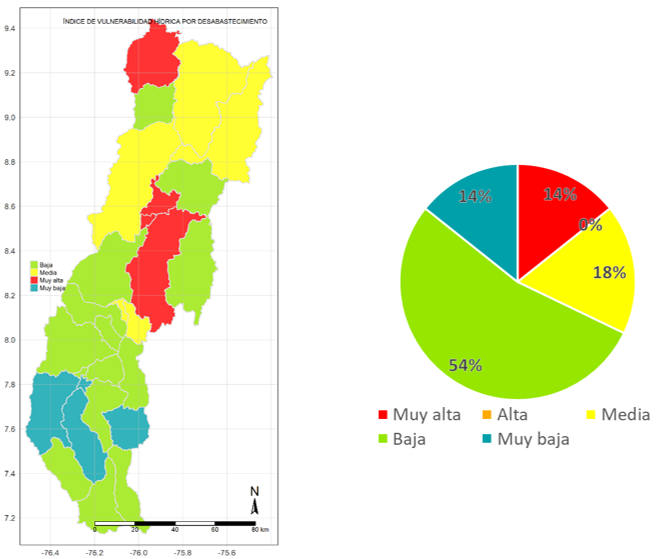 ÍNDICE DE VULNERABILIDAD HÍDRICA POR DESABASTECIMIENTO
9.4
9.2
9.0
8.8
8.6
8.4
8.2
8.0
7.8
7.6
7.4
7.2
Baja
Media
Muy alta
Muy baja
N
0 20 40 60 80 km
-76.4 -76.2 -76.0 -75.8 -75.6
14%
14%
0%
18%
54%
Muy alta Alta Media
Baja Muy baja